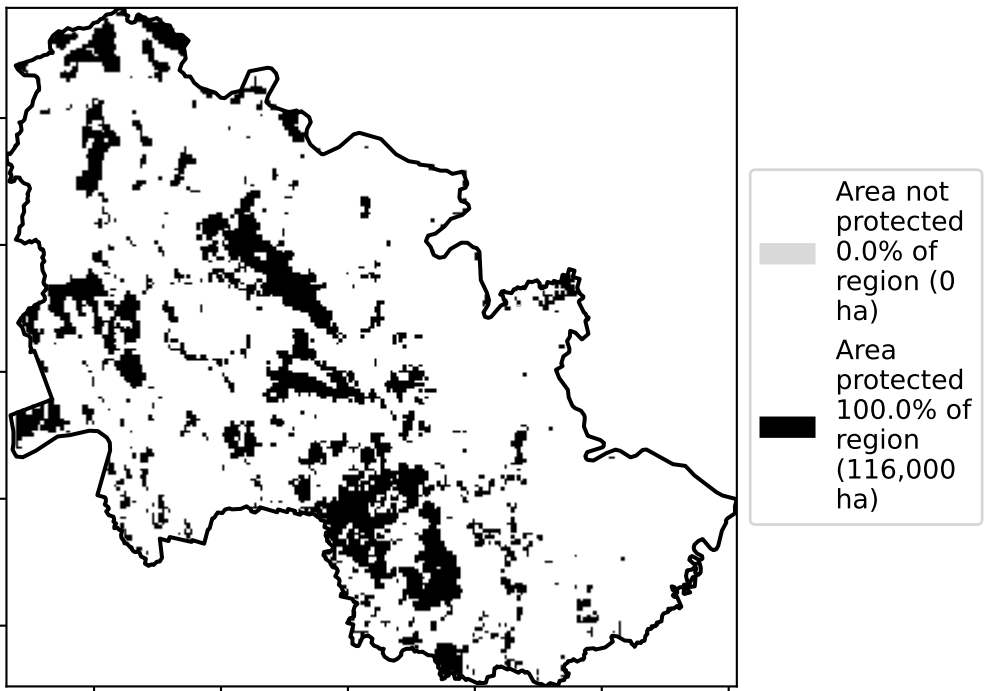 Area not
protected
0.0% of
region (0
ha)
Area
protected
100.0% of
region
(116,000
ha)